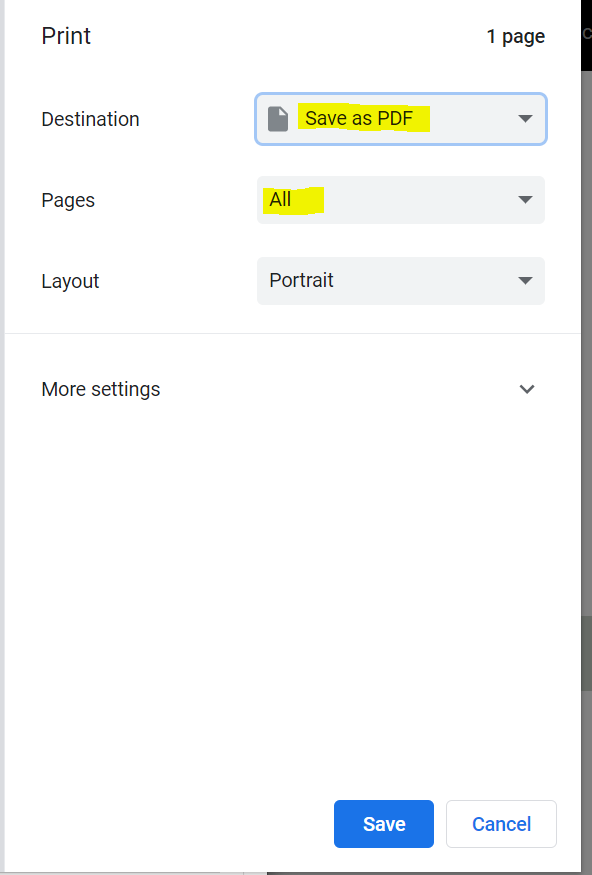 Print
1 page
Destination
Save as PDF
Pages
All
Layout
Portrait
More settings
Save
Cancel